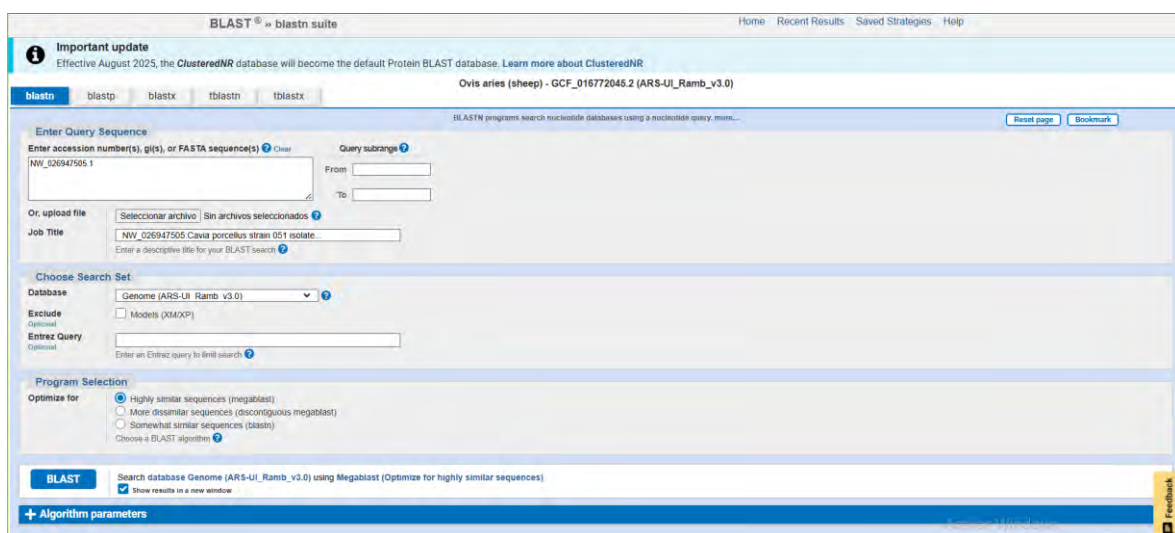 BLAST ® » blastn suite
Home Recent Results Saved Strategies Help
Important update
Effective August 2025, the ClusteredNR database will become the default Protein BLAST database. Learn more about ClusteredNR
Ovis aries (sheep) - GCF_016772045.2 (ARS-UI_Ramb_v3.0)
blastn blastp blastx tblastn tblastx
BLASTN programs search nucleotide databases using a nucleotide query. more...
Reset page Bookmark
Enter Query Sequence
Enter accession number(s), gi(s), or FASTA sequence(s) Clear
Query subrange
NW_026947505.1
From
To
Or, upload file Seleccionar archivo Sin archivos seleccionados
Job Title NW_026947505:Cavia porcellus strain 051 isolate...
Enter a descriptive title for your BLAST search
Choose Search Set
Database Genome (ARS-UI_Ramb_v3.0)
Exclude Models (XM/XP)
Optional
Entrez Query
Optional
Enter an Entrez query to limit search
Program Selection
Optimize for Highly similar sequences (megablast)
More dissimilar sequences (discontiguous megablast)
Somewhat similar sequences (blastn)
Choose a BLAST algorithm
BLAST Search database Genome (ARS-UI_Ramb_v3.0) using Megablast (Optimize for highly similar sequences)
Show results in a new window
+ Algorithm parameters
Feedback